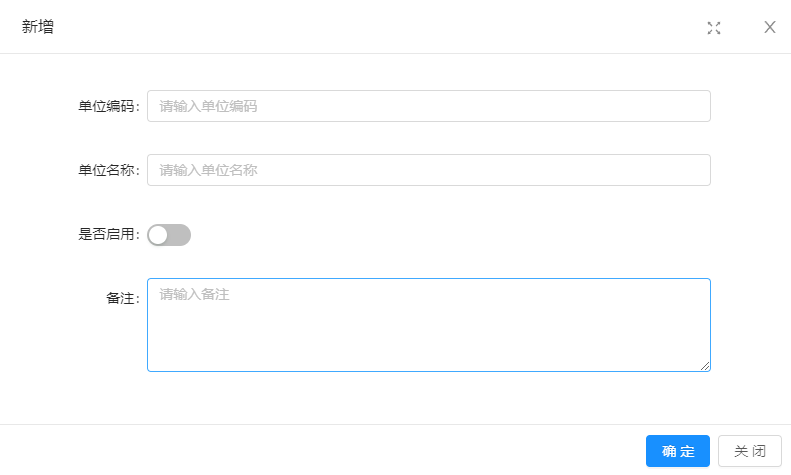 新增
单位编码： 请输入单位编码
单位名称： 请输入单位名称
是否启用：
备注： 请输入备注
确 定 关 闭